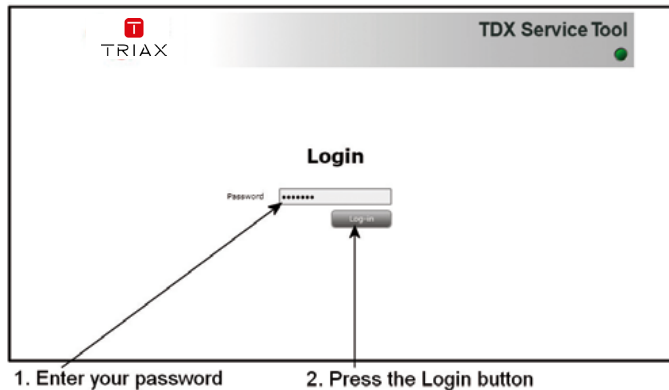 TRIAX
TDX Service Tool
Login
Password •••••••
Log-in
1. Enter your password
2. Press the Login button